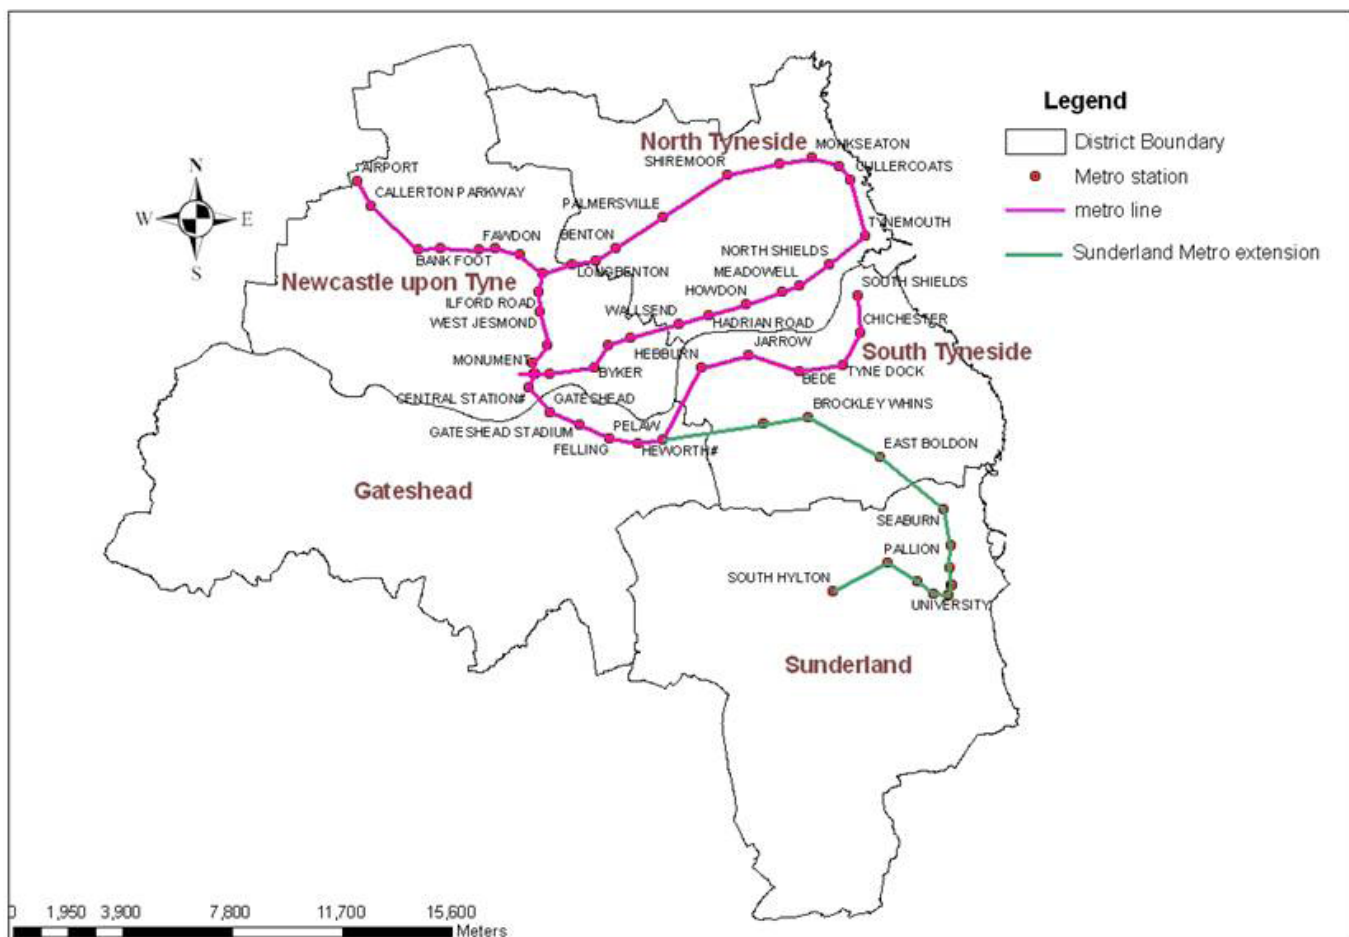 Legend
District Boundary
Metro station
metro line
Sunderland Metro extension
N
W
E
S
North Tyneside
MONKSEATON
SHIREMOOR
CULLERCOATS
AIRPORT
CALLERTON PARKWAY
PALMERSVILLE
TYNEMOUTH
FAWDON
BENTON
BANK FOOT
NORTH SHIELDS
LONGBENTON
MEADOWELL
Newcastle upon Tyne
SOUTH SHIELDS
HOWDON
ILFORD ROAD
WALLSEND
WEST JESMOND
HADRIAN ROAD
CHICHESTER
JARROW
HEBBURN
South Tyneside
MONUMENT
BYKER
TYNE DOCK
BEDE
CENTRAL STATION#
GATESHEAD
BROCKLEY WHINS
PELAW
GATESHEAD STADIUM
EAST BOLDON
FELLING
HEWORTH#
Gateshead
SEABURN
PALLION
SOUTH HYLTON
UNIVERSITY
Sunderland
0 1,950 3,900 7,800 11,700 15,600
Meters